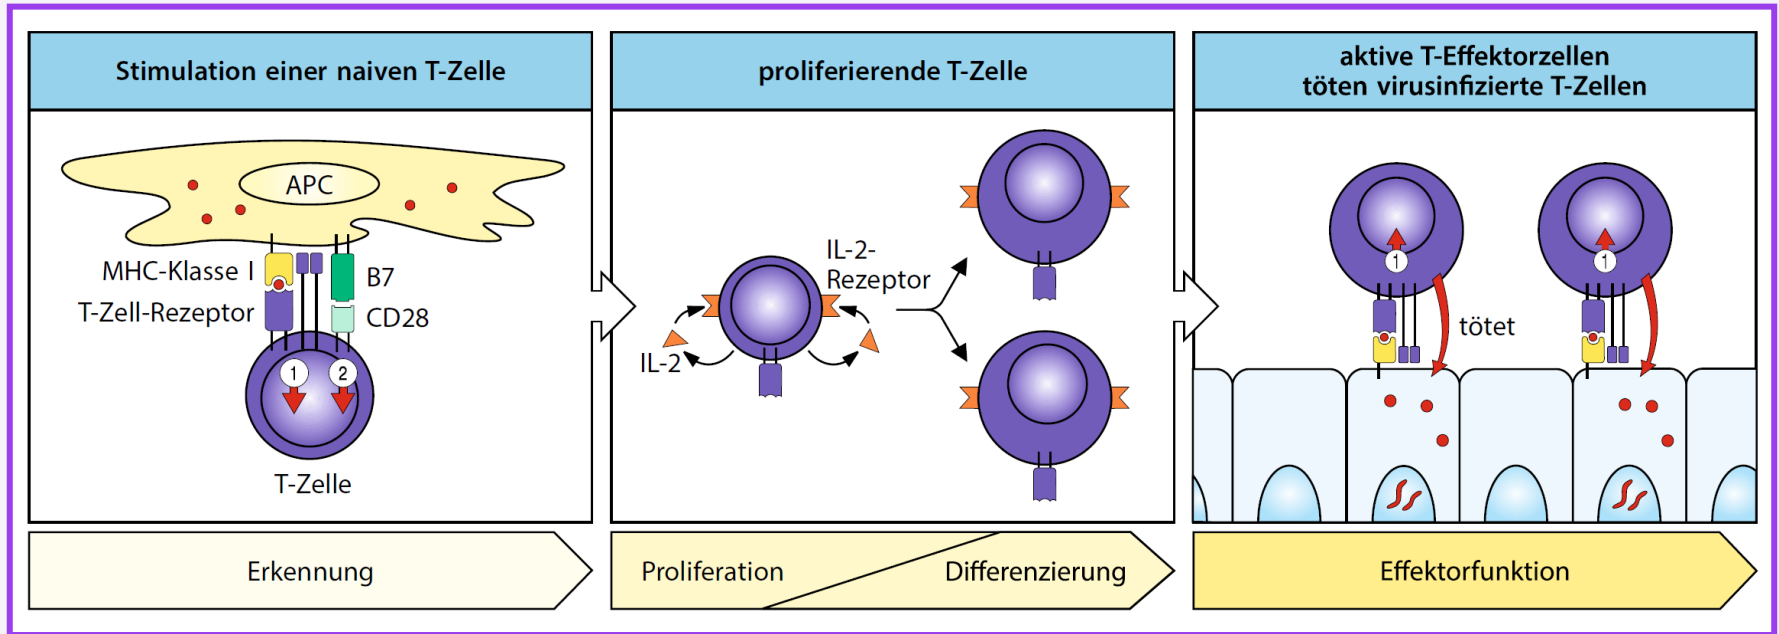 Stimulation einer naiven T-Zelle
APC
MHC-Klasse I
B7
T-Zell-Rezeptor
CD28
1
2
T-Zelle
Erkennung
proliferierende T-Zelle
IL-2-
Rezeptor
IL-2
Proliferation
Differenzierung
aktive T-Effektorzellen
töten virusinfizierte T-Zellen
1
1
tötet
Effektorfunktion